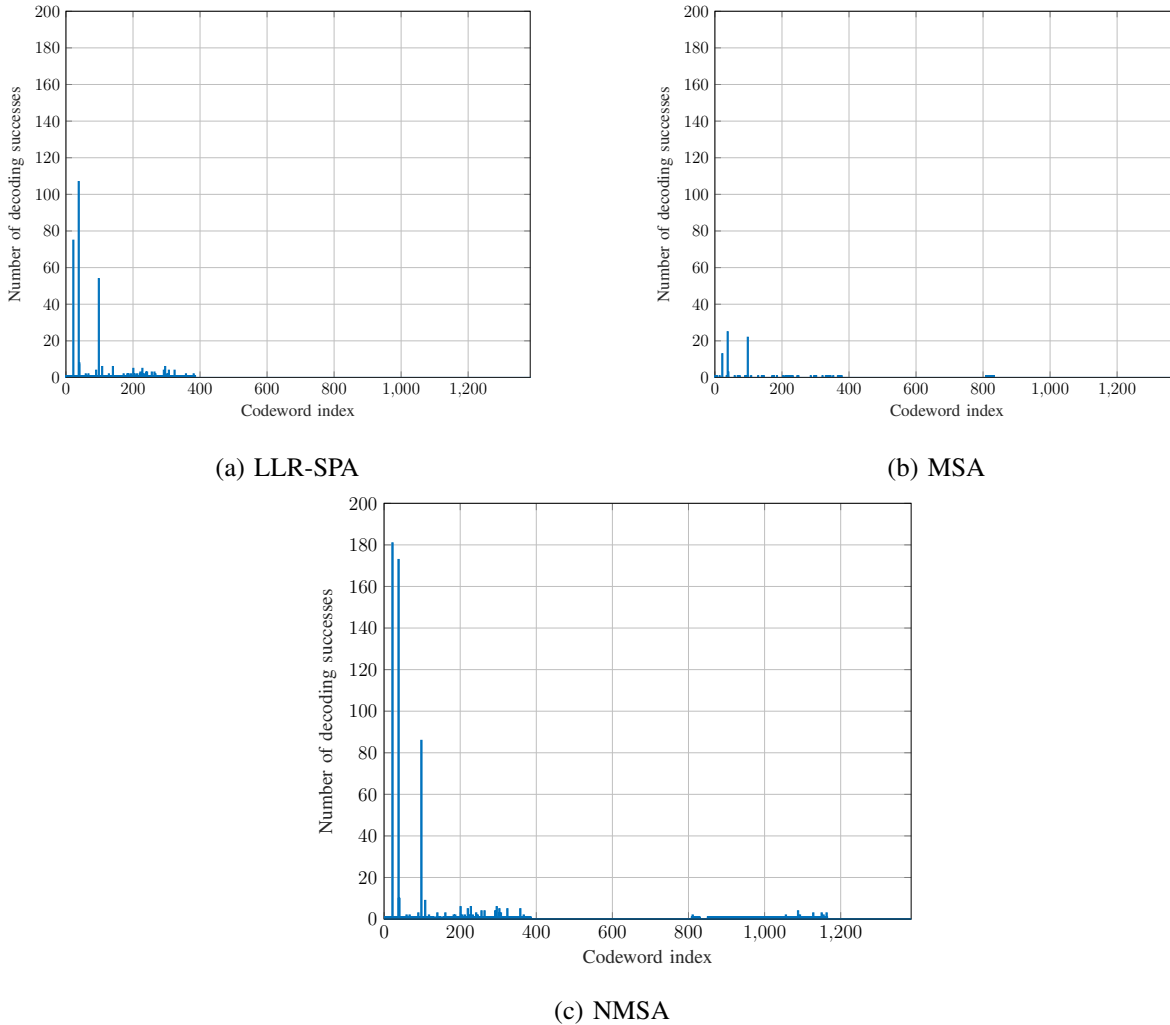 200
180
160
140
120
100
80
60
40
20
0
0 200 400 600 800 1,000 1,200
Number of decoding successes
Codeword index
(a) LLR-SPA
200
180
160
140
120
100
80
60
40
20
0
0 200 400 600 800 1,000 1,200
Number of decoding successes
Codeword index
(b) MSA
200
180
160
140
120
100
80
60
40
20
0
0 200 400 600 800 1,000 1,200
Number of decoding successes
Codeword index
(c) NMSA